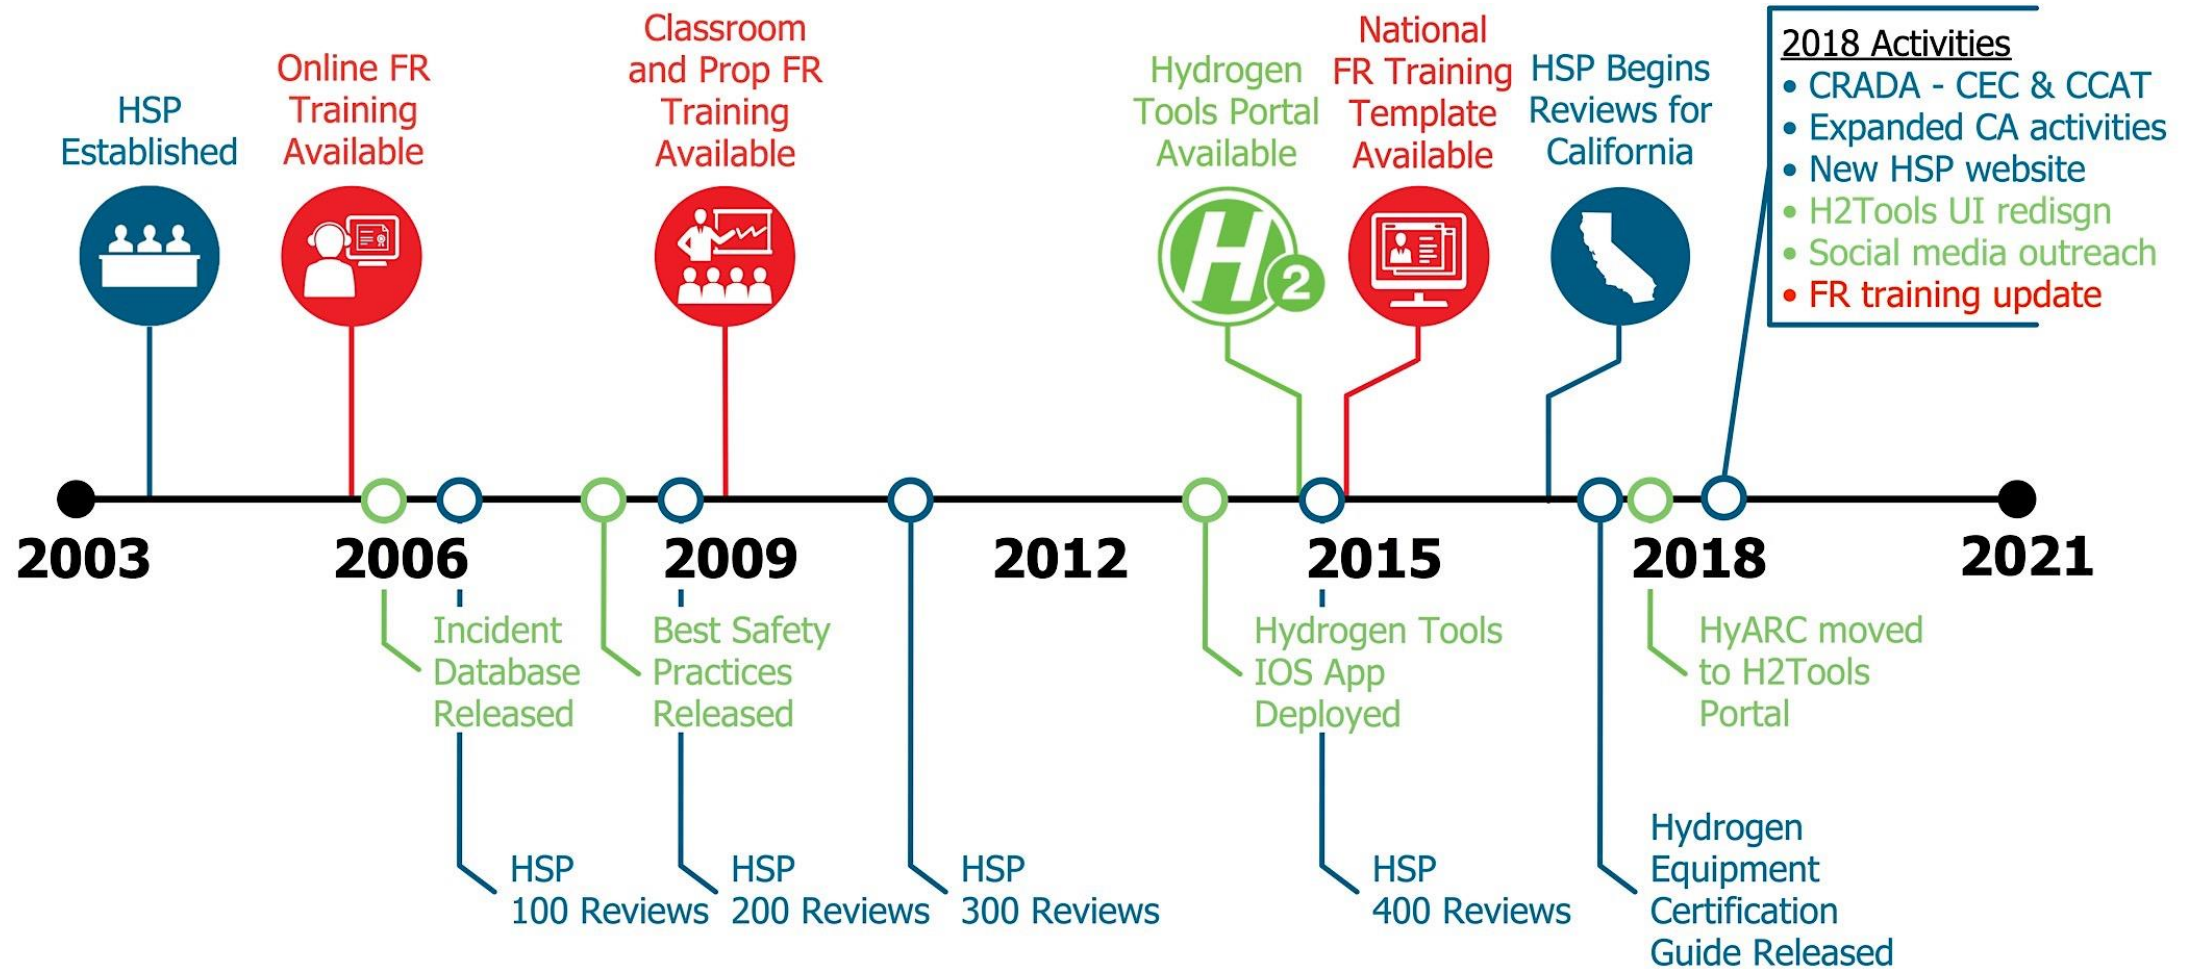 HSP
Established
Online FR
Training
Available
Classroom
and Prop FR
Training
Available
Hydrogen
Tools Portal
Available
National
FR Training
Template
Available
HSP Begins
Reviews for
California
2018 Activities
• CRADA - CEC & CCAT
• Expanded CA activities
• New HSP website
• H2Tools UI redisgn
• Social media outreach
• FR training update
H2
2003
2006
2009
2012
2015
2018
2021
Incident
Database
Released
Best Safety
Practices
Released
Hydrogen Tools
IOS App
Deployed
HyARC moved
to H2Tools
Portal
HSP
100 Reviews
HSP
200 Reviews
HSP
300 Reviews
HSP
400 Reviews
Hydrogen
Equipment
Certification
Guide Released